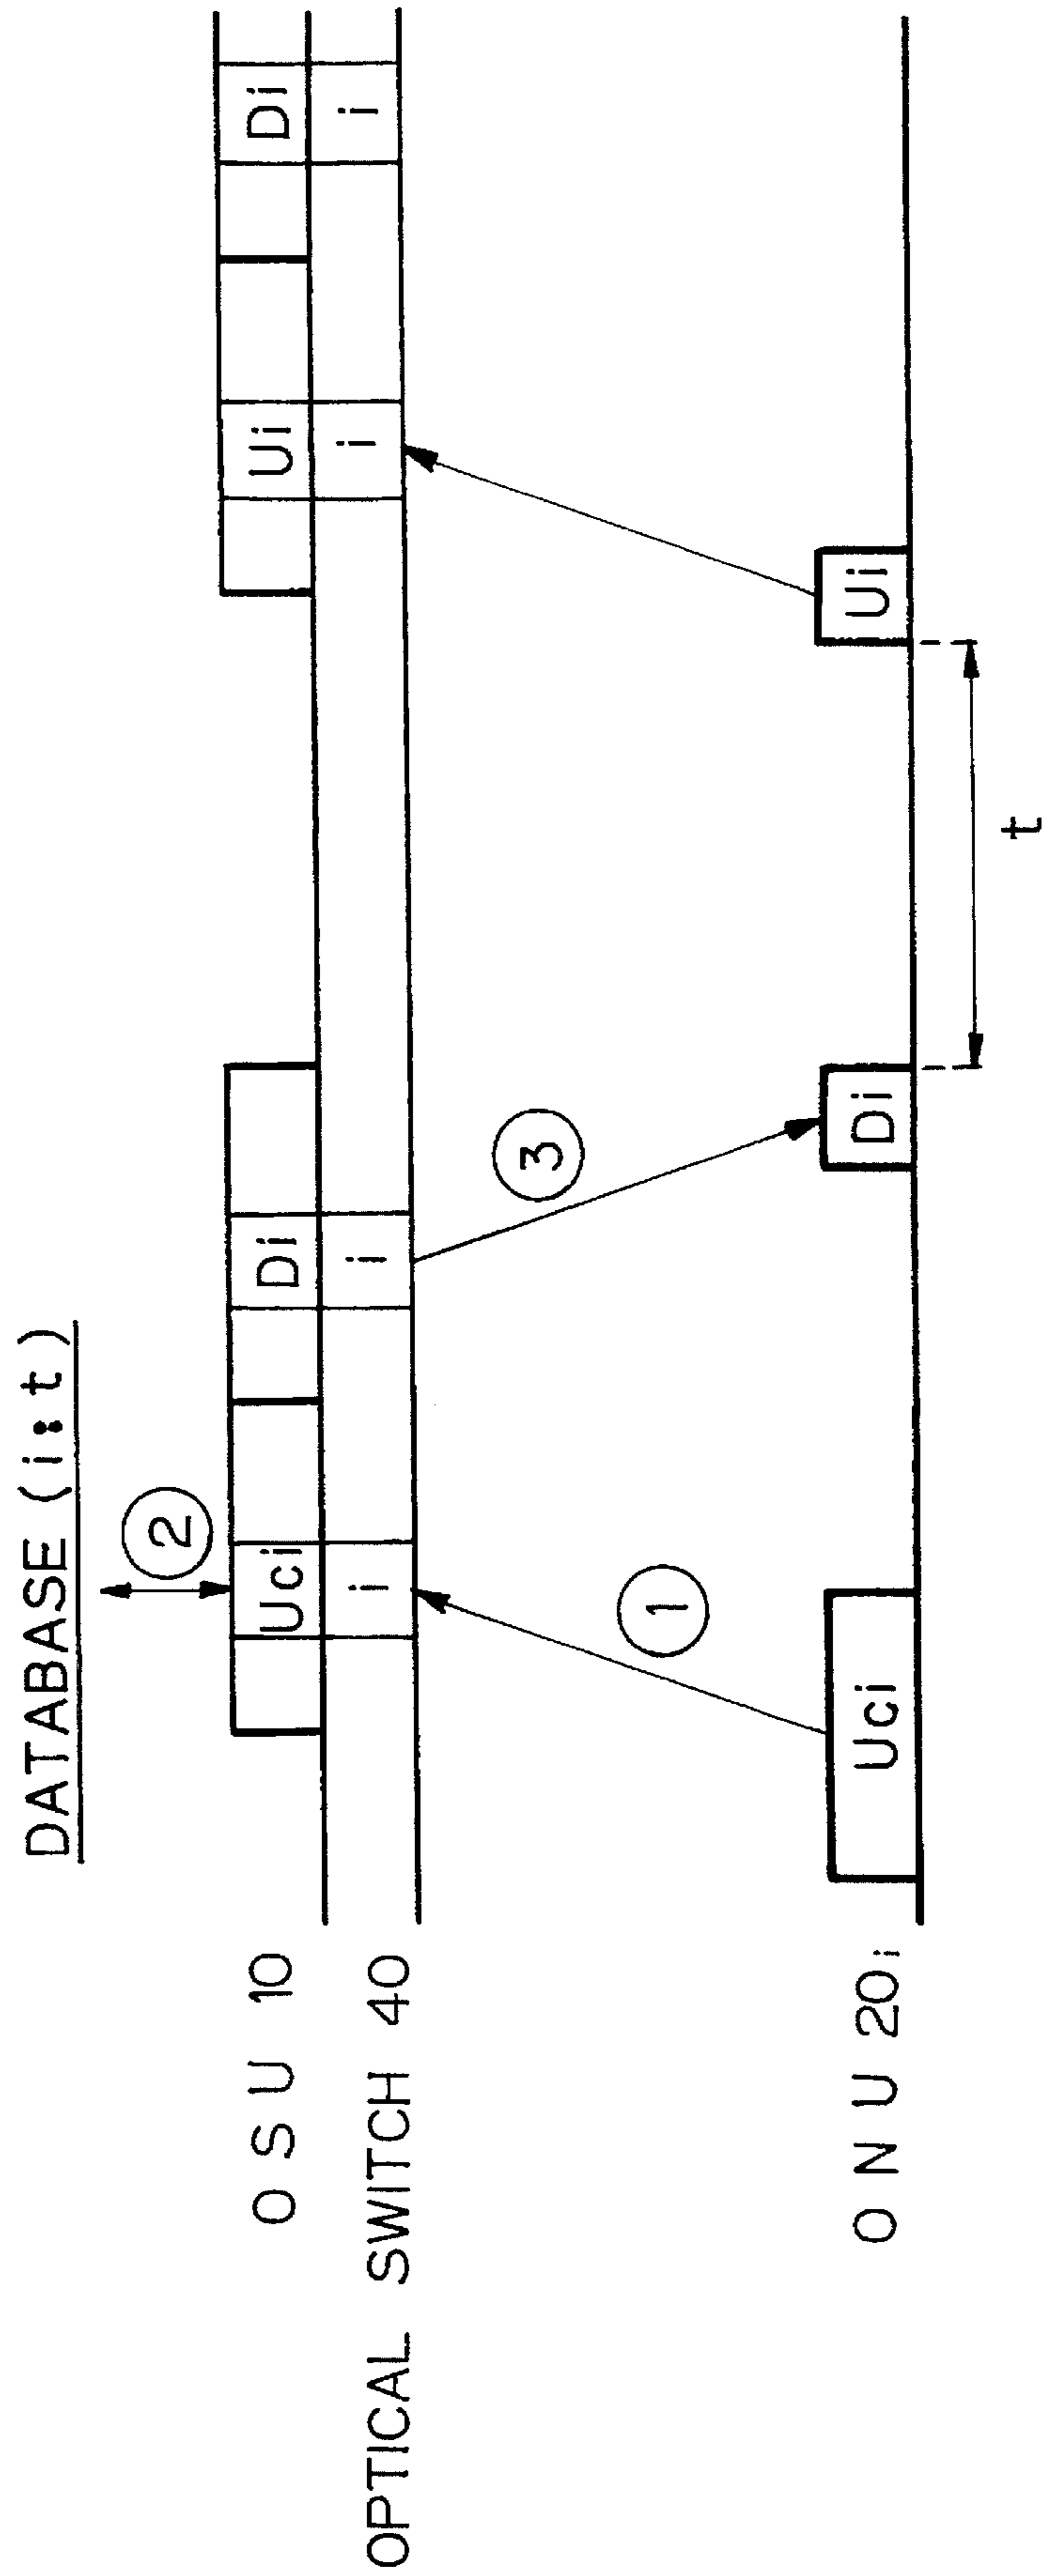 DATABASE (i:t)
2
OSU 10
Uci Di Ui Di
OPTICAL SWITCH 40
i i i i
1 3
ONU 20i
Uci Di Ui
t